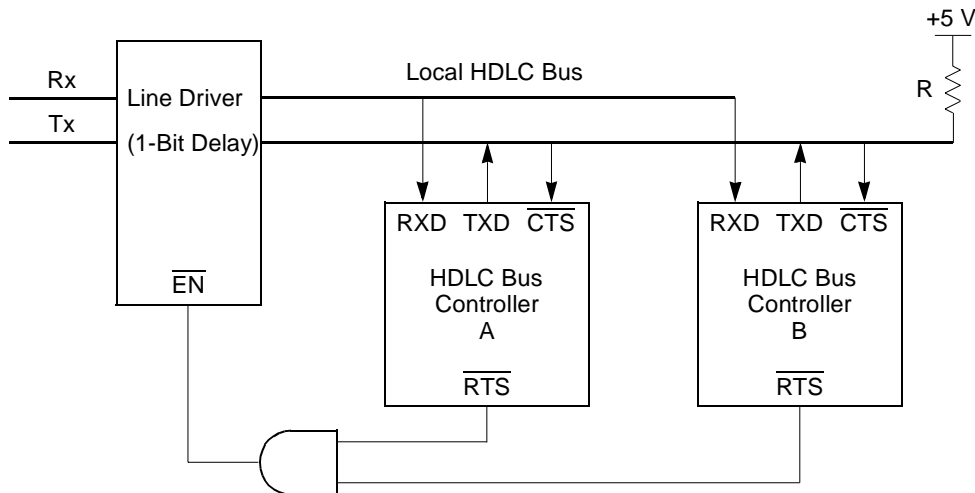 +5 V
R
Local HDLC Bus
Rx
Tx
Line Driver
(1-Bit Delay)
EN
RXD TXD CTS
HDLC Bus
Controller
A
RTS
RXD TXD CTS
HDLC Bus
Controller
B
RTS